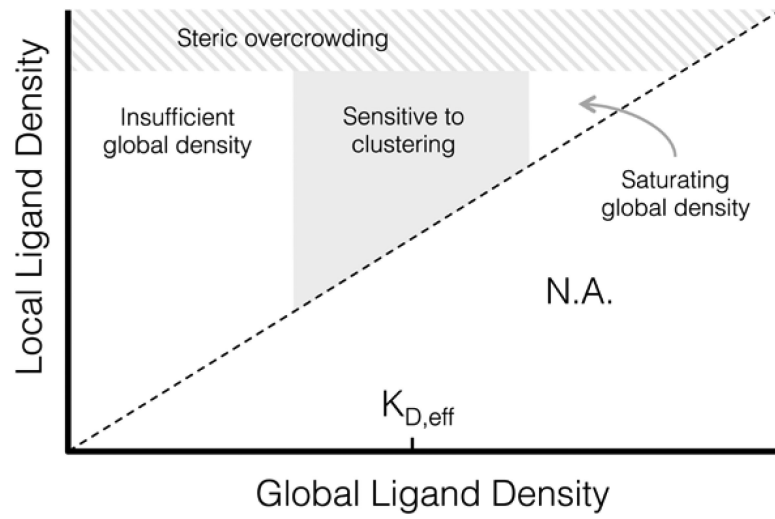 Steric overcrowding
Insufficient
global density
Sensitive to
clustering
Saturating
global density
N.A.
K_D,eff
Local Ligand Density
Global Ligand Density